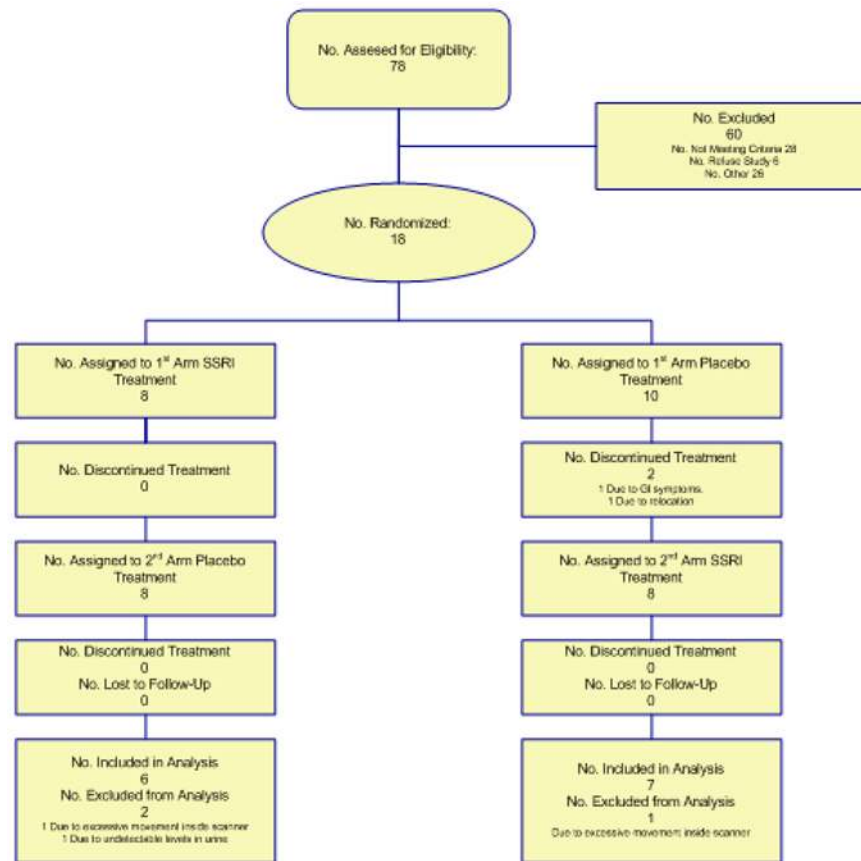 No. Assesed for Eligibility:
78
No. Excluded
60
No. Not Meeting Criteria 28
No. Refuse Study 6
No. Other 26
No. Randomized:
18
No. Assigned to 1st Arm SSRI
Treatment
8
No. Assigned to 1st Arm Placebo
Treatment
10
No. Discontinued Treatment
0
No. Discontinued Treatment
2
1 Due to GI symptoms.
1 Due to relocation
No. Assigned to 2nd Arm Placebo
Treatment
8
No. Assigned to 2nd Arm SSRI
Treatment
8
No. Discontinued Treatment
0
No. Lost to Follow-Up
0
No. Discontinued Treatment
0
No. Lost to Follow-Up
0
No. Included in Analysis
6
No. Excluded from Analysis
2
1 Due to excessive movement inside scanner
1 Due to undetectable levels in urine
No. Included in Analysis
7
No. Excluded from Analysis
1
Due to excessive movement inside scanner